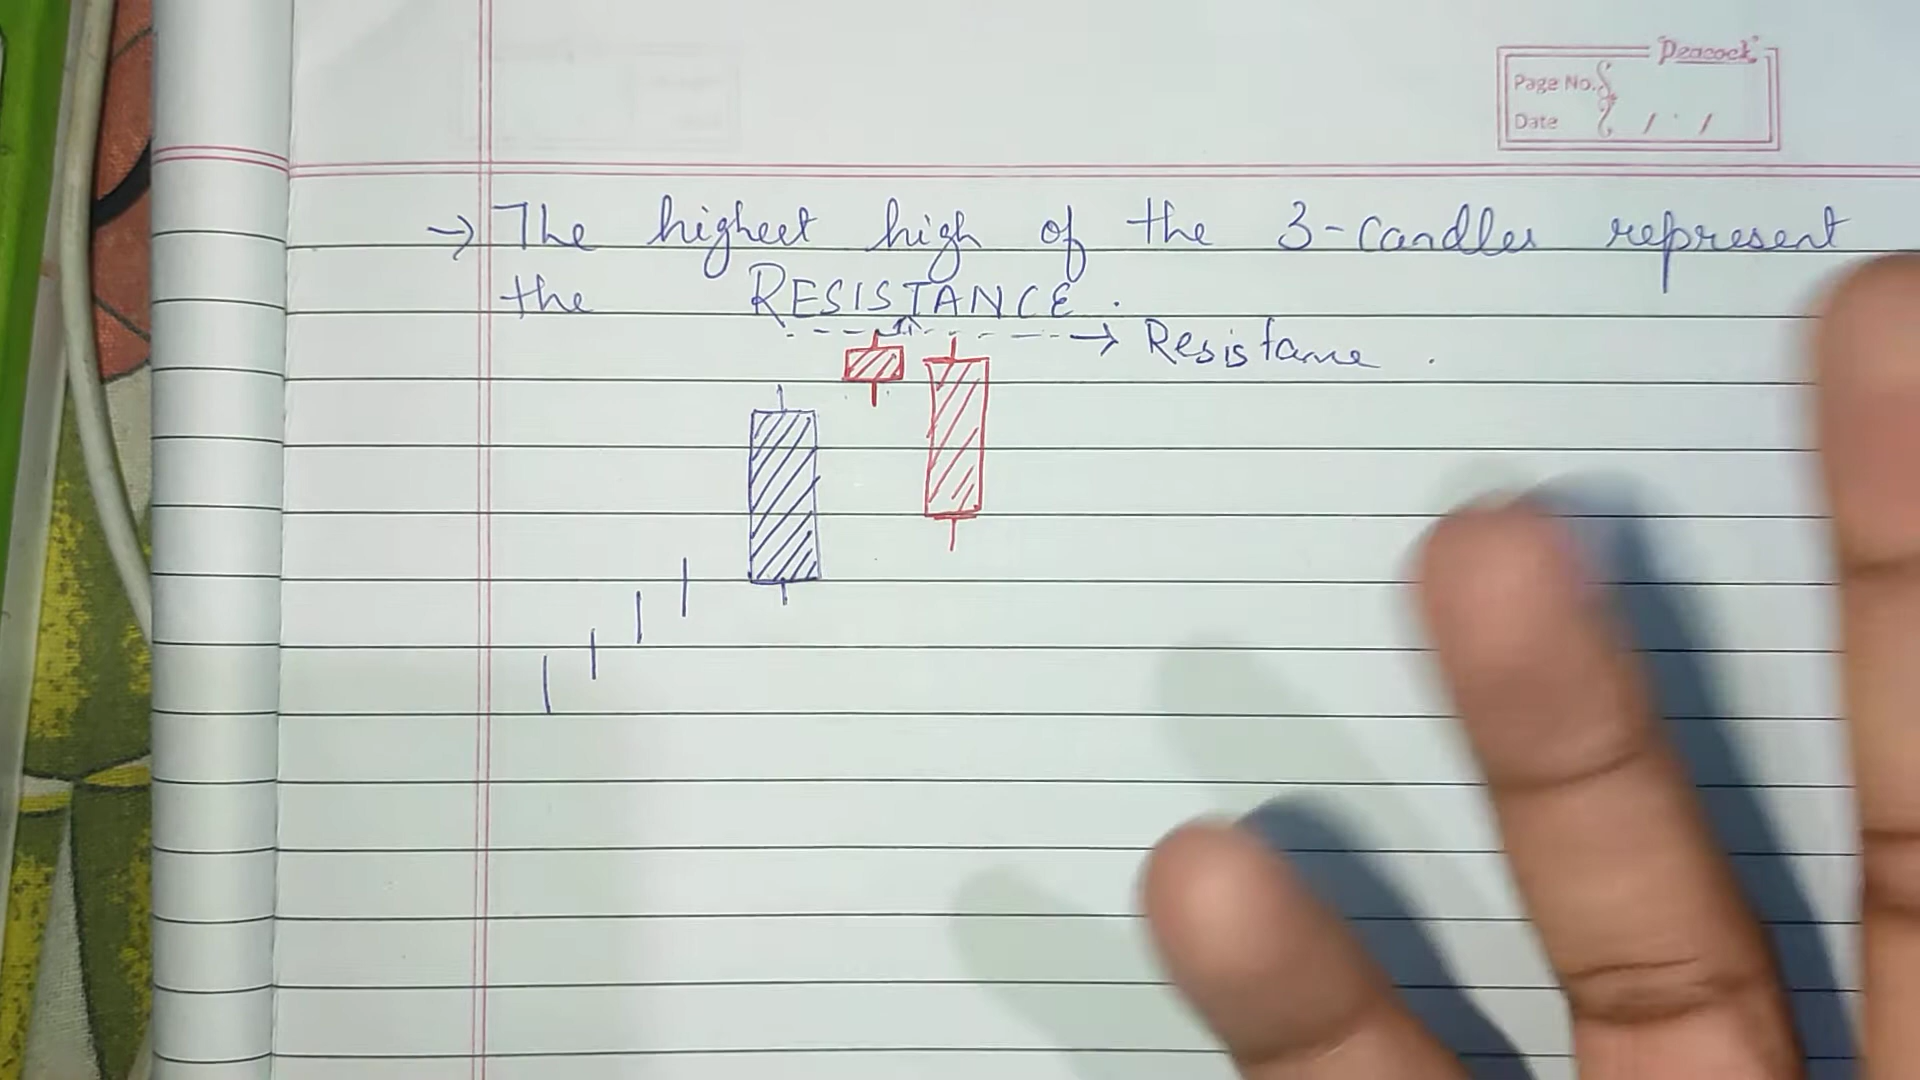 "Peacock"
Page No.
Date / /
→ The highest high of the 3-candles represent
the RESISTANCE.
→ Resistance.